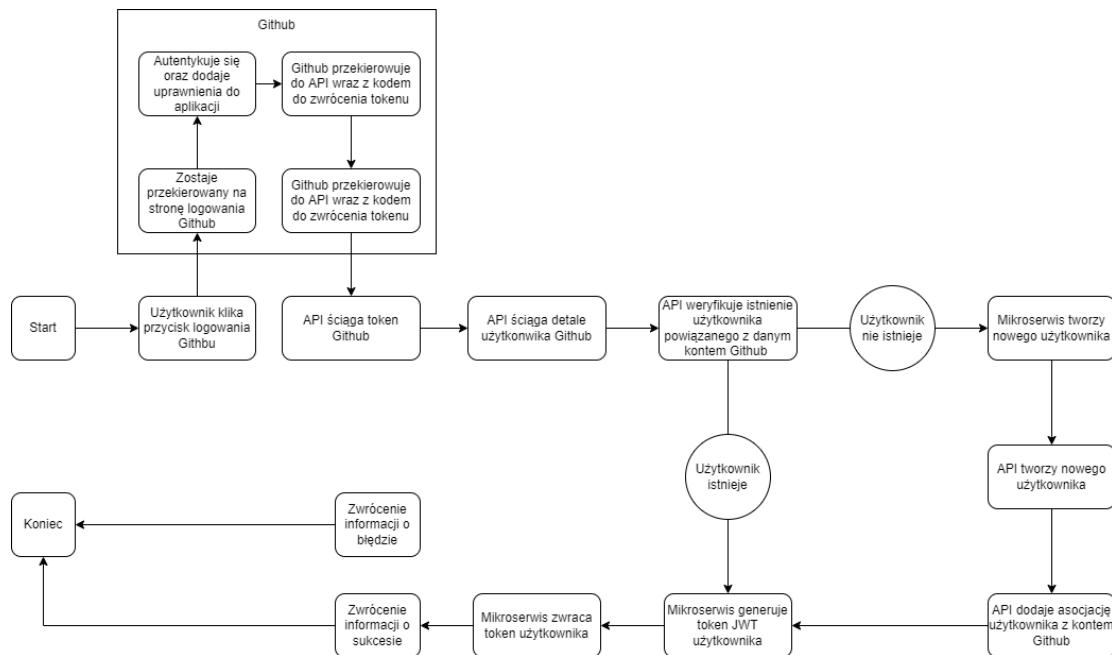 Github
Autentykuje się
oraz dodaje
uprawnienia do
aplikacji
Github przekierowuje
do API wraz z kodem
do zwrócenia tokenu
Zostaje
przekierowany na
stronę logowania
Github
Github przekierowuje
do API wraz z kodem
do zwrócenia tokenu
Start
Użytkownik klika
przycisk logowania
Githbu
API ściąga token
Github
API ściąga detale
użytkonwika Github
API weryfikuje istnienie
użytkownika
powiązanego z danym
kontem Github
Użytkownik
nie istnieje
Mikroserwis tworzy
nowego użytkownika
Użytkownik
istnieje
API tworzy nowego
użytkownika
Koniec
Zwrócenie
informacji o
błędzie
Zwrócenie
informacji o
sukcesie
Mikroserwis zwraca
token użytkownika
Mikroserwis generuje
token JWT
użytkownika
API dodaje asocjację
użytkownika z kontem
Github